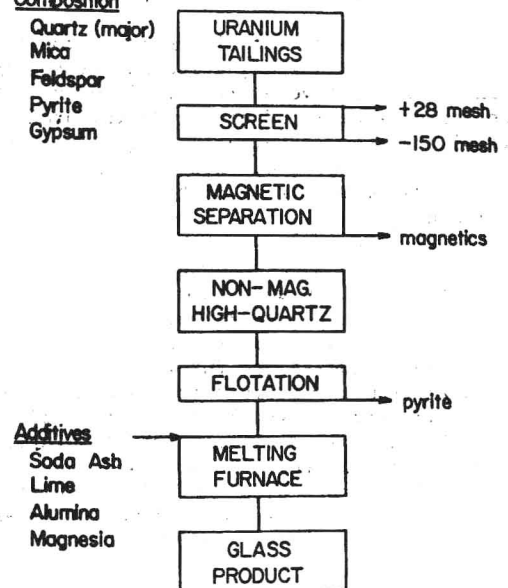 Composition
Quartz (major)
Mica
Feldspar
Pyrite
Gypsum
URANIUM
TAILINGS
SCREEN
+28 mesh
-150 mesh
MAGNETIC
SEPARATION
magnetics
NON-MAG.
HIGH-QUARTZ
FLOTATION
pyrite
Additives
Soda Ash
Lime
Alumina
Magnesia
MELTING
FURNACE
GLASS
PRODUCT